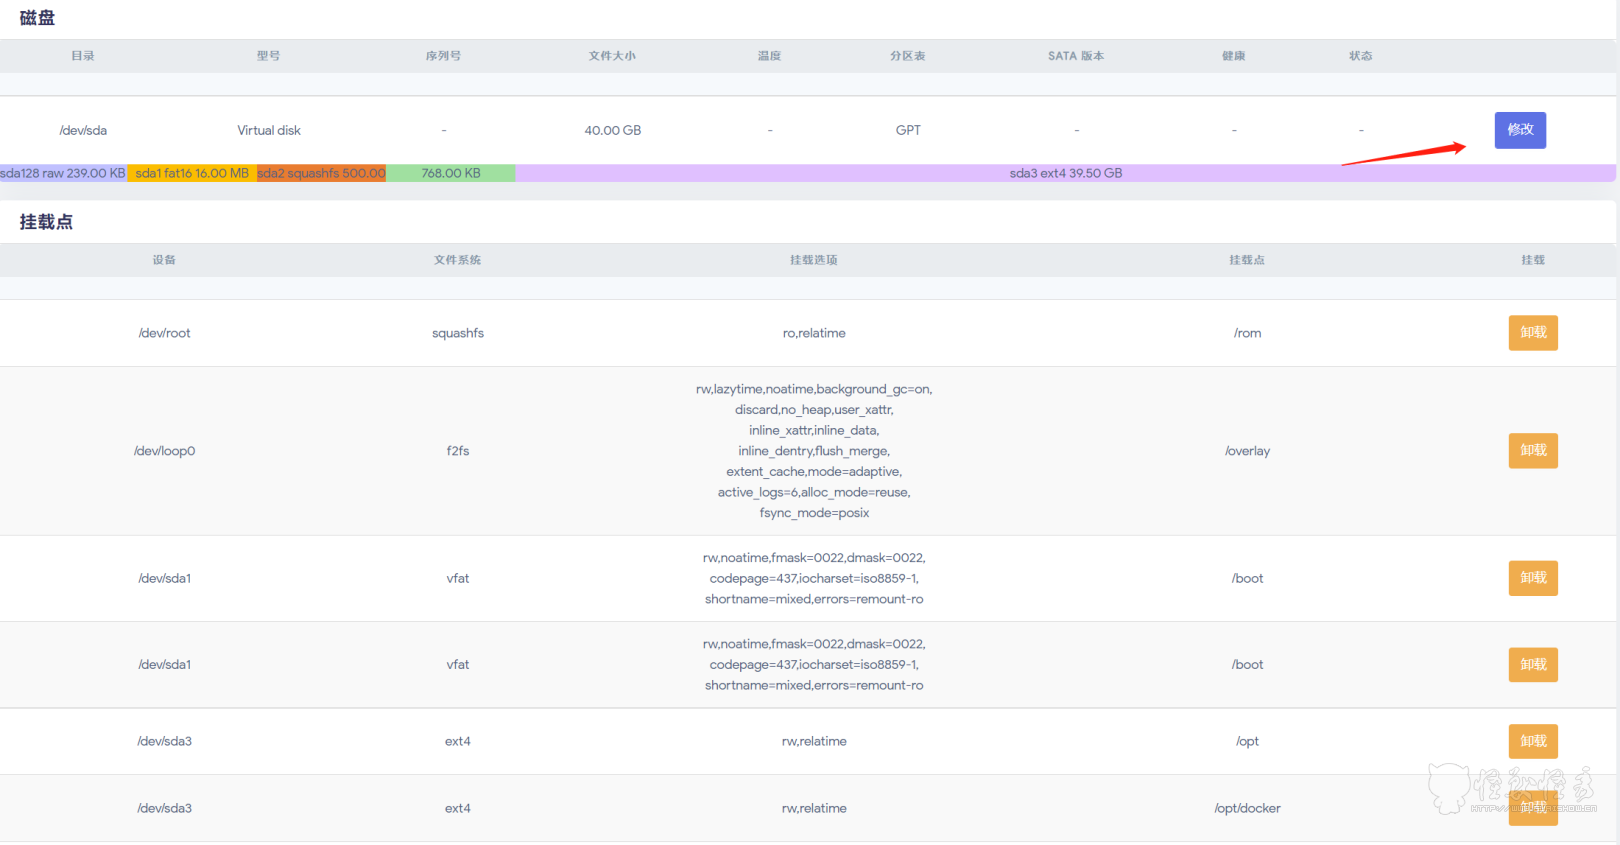 磁盘
目录 型号 序列号 文件大小 温度 分区表 SATA 版本 健康 状态
/dev/sda Virtual disk - 40.00 GB - GPT - - - 修改
sda128 raw 239.00 KB sda1 fat16 16.00 MB sda2 squashfs 500.00 768.00 KB sda3 ext4 39.50 GB
挂载点
设备 文件系统 挂载选项 挂载点 挂载
/dev/root squashfs ro,relatime /rom 卸载
rw,lazytime,noatime,background_gc=on,
discard,no_heap,user_xattr,
inline_xattr,inline_data,
/dev/loop0 f2fs inline_dentry,flush_merge, /overlay 卸载
extent_cache,mode=adaptive,
active_logs=6,alloc_mode=reuse,
fsync_mode=posix
rw,noatime,fmask=0022,dmask=0022,
/dev/sda1 vfat codepage=437,iocharset=iso8859-1, /boot 卸载
shortname=mixed,errors=remount-ro
rw,noatime,fmask=0022,dmask=0022,
/dev/sda1 vfat codepage=437,iocharset=iso8859-1, /boot 卸载
shortname=mixed,errors=remount-ro
/dev/sda3 ext4 rw,relatime /opt 卸载
/dev/sda3 ext4 rw,relatime /opt/docker 卸载